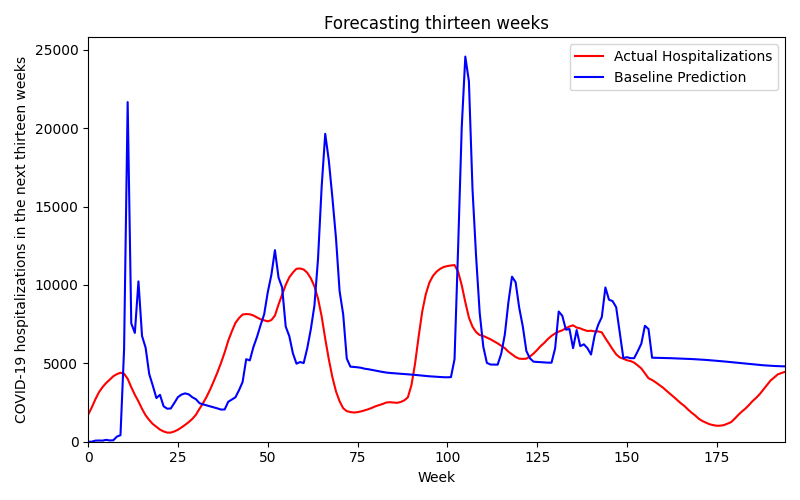 Forecasting thirteen weeks
COVID-19 hospitalizations in the next thirteen weeks
25000
20000
15000
10000
5000
0
Actual Hospitalizations
Baseline Prediction
0 25 50 75 100 125 150 175
Week